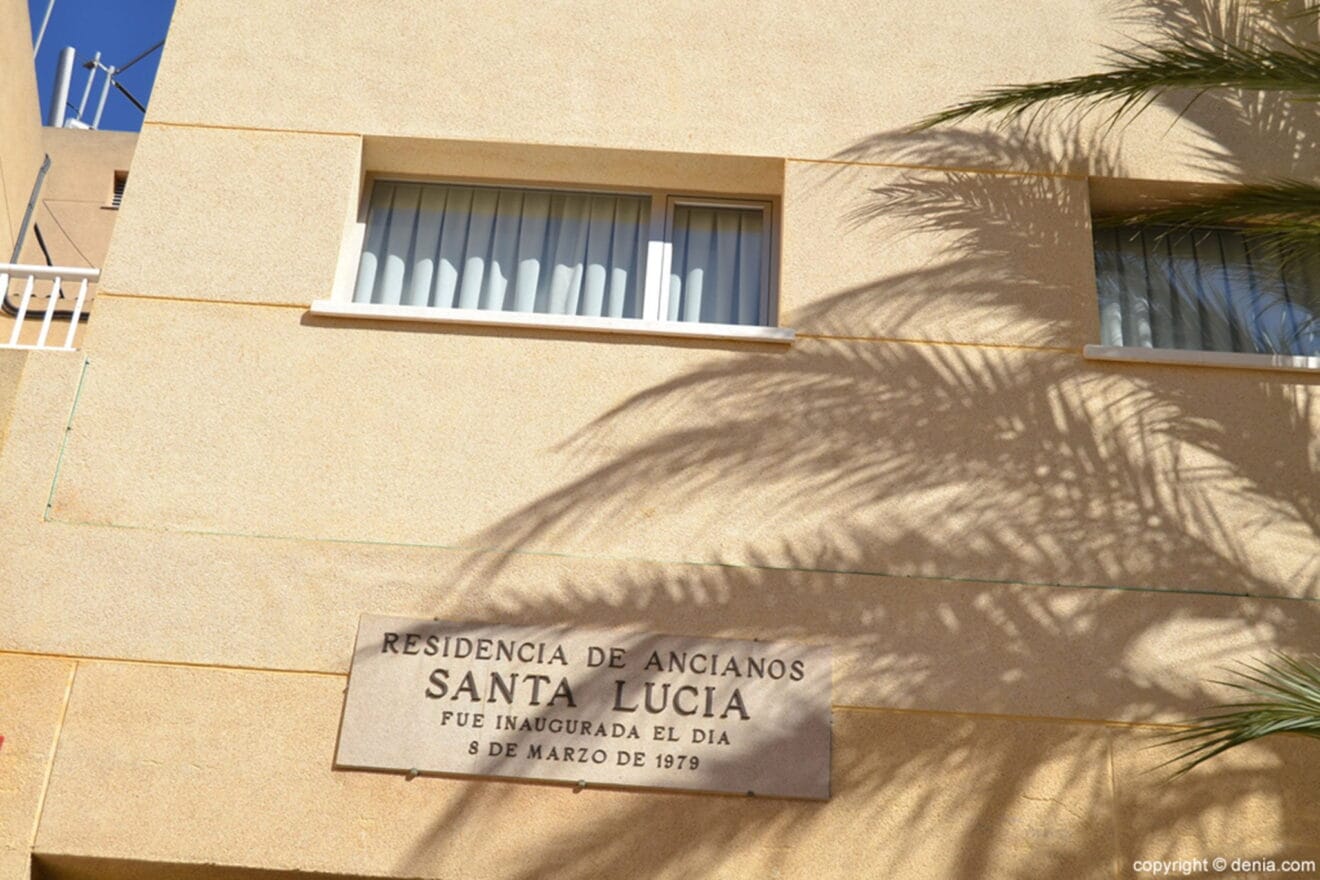 RESIDENCIA DE ANCIANOS
SANTA LUCIA
FUE INAUGURADA EL DIA
8 DE MARZO DE 1979
copyright © denia.com